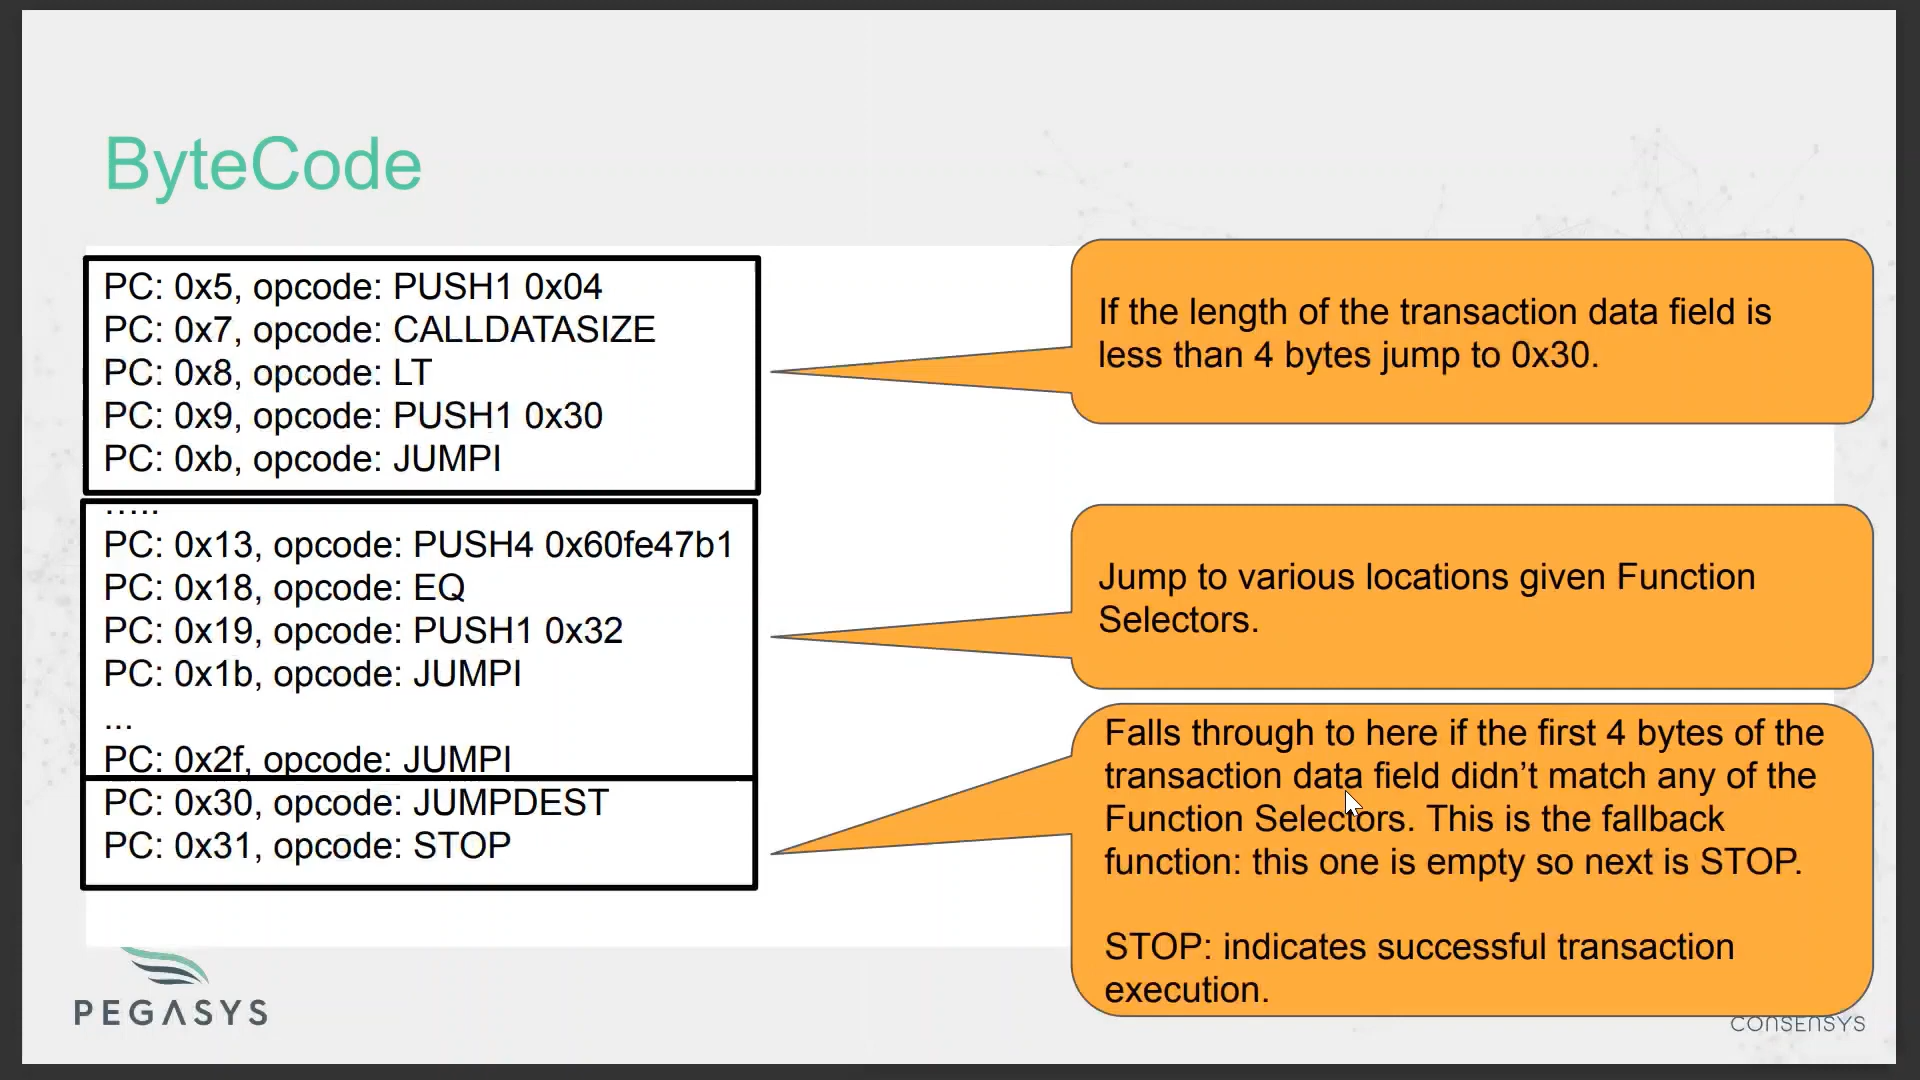 ByteCode
PC: 0x5, opcode: PUSH1 0x04
PC: 0x7, opcode: CALLDATASIZE
PC: 0x8, opcode: LT
PC: 0x9, opcode: PUSH1 0x30
PC: 0xb, opcode: JUMPI
…..
PC: 0x13, opcode: PUSH4 0x60fe47b1
PC: 0x18, opcode: EQ
PC: 0x19, opcode: PUSH1 0x32
PC: 0x1b, opcode: JUMPI
...
PC: 0x2f, opcode: JUMPI
PC: 0x30, opcode: JUMPDEST
PC: 0x31, opcode: STOP
If the length of the transaction data field is
less than 4 bytes jump to 0x30.
Jump to various locations given Function
Selectors.
Falls through to here if the first 4 bytes of the
transaction data field didn’t match any of the
Function Selectors. This is the fallback
function: this one is empty so next is STOP.
STOP: indicates successful transaction
execution.
PEGASYS
CONSENSYS